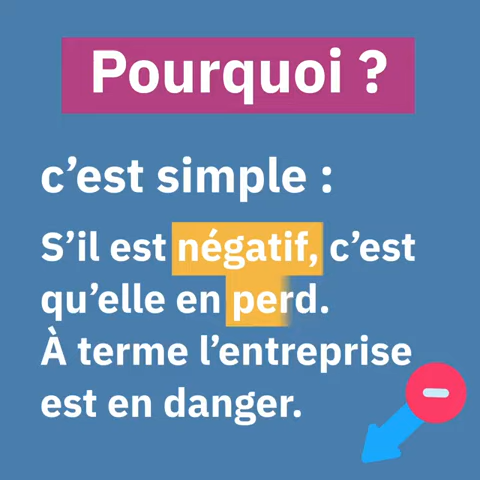 Pourquoi ?
c’est simple :
S’il est négatif, c’est
qu’elle en perd.
À terme l’entreprise
est en danger.